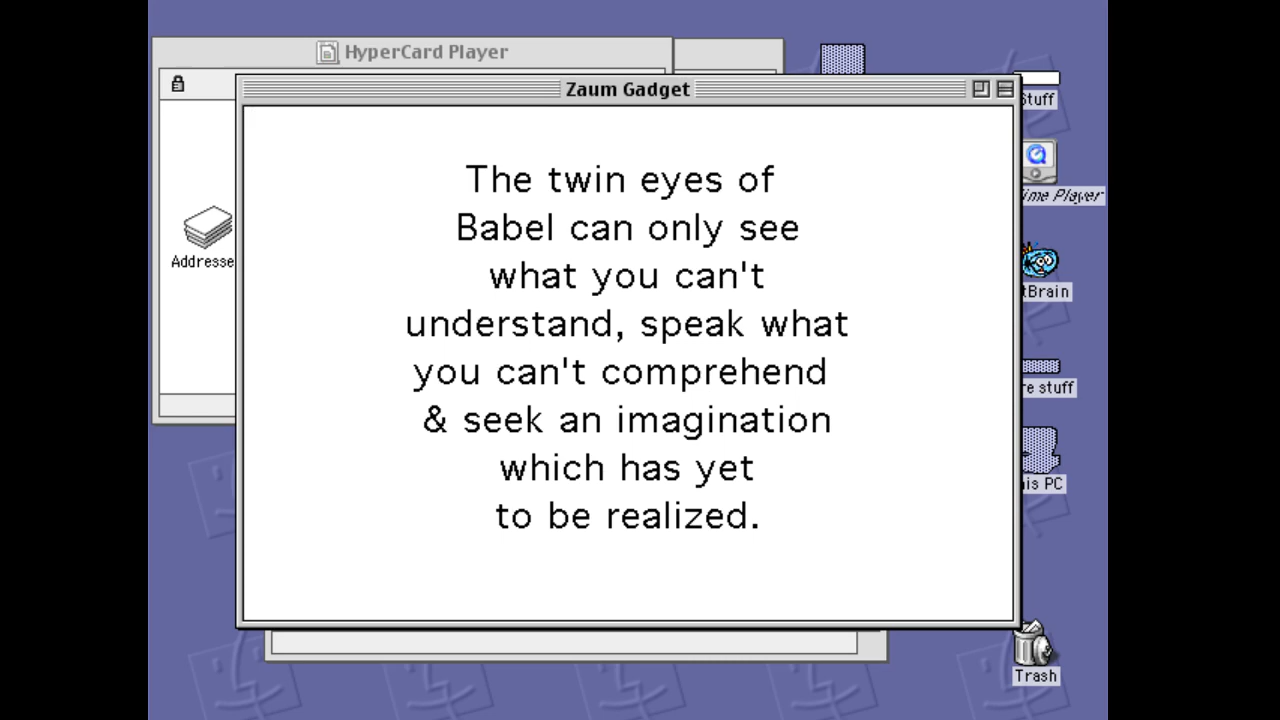 HyperCard Player
Zaum Gadget
The twin eyes of
Babel can only see
what you can't
understand, speak what
you can't comprehend
& seek an imagination
which has yet
to be realized.
Addresse
Stuff
ime Player
tBrain
re stuff
his PC
Trash